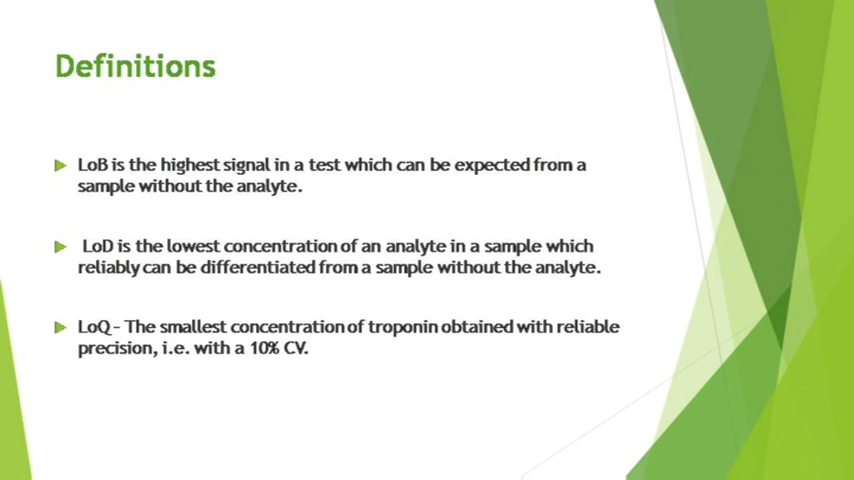 Definitions
LoB is the highest signal in a test which can be expected from a
sample without the analyte.
LoD is the lowest concentration of an analyte in a sample which
reliably can be differentiated from a sample without the analyte.
LoQ – The smallest concentration of troponin obtained with reliable
precision, i.e. with a 10% CV.